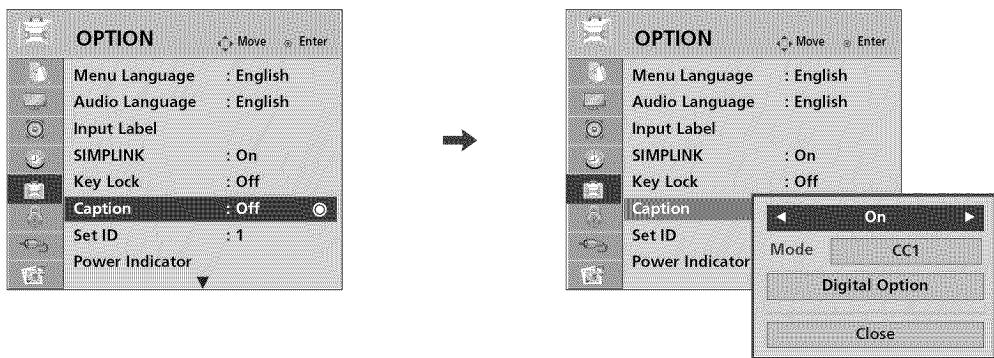 OPTION Move Enter
Menu Language : English
Audio Language : English
Input Label
SIMPLINK : On
Key Lock : Off
Caption : Off
Set ID : 1
Power Indicator
OPTION Move Enter
Menu Language : English
Audio Language : English
Input Label
SIMPLINK : On
Key Lock : Off
Caption
Set ID
Power Indicator
On
Mode CC1
Digital Option
Close